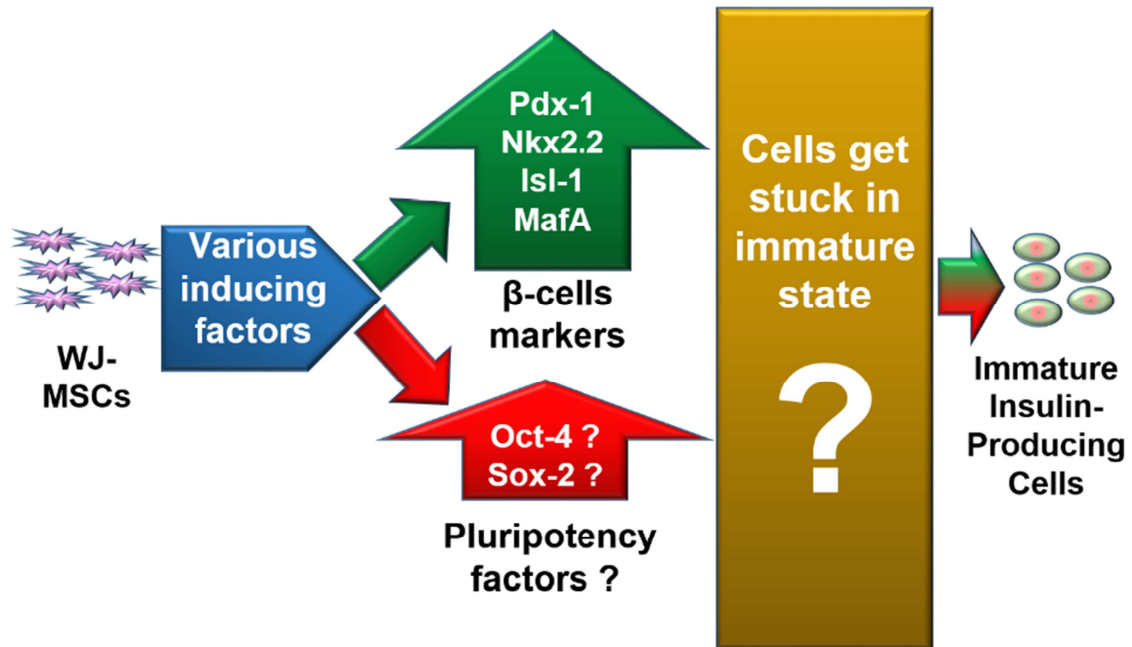 WJ-
MSCs
Various
inducing
factors
Pdx-1
Nkx2.2
Isl-1
MafA
β-cells
markers
Oct-4 ?
Sox-2 ?
Pluripotency
factors ?
Cells get
stuck in
immature
state
?
Immature
Insulin-
Producing
Cells